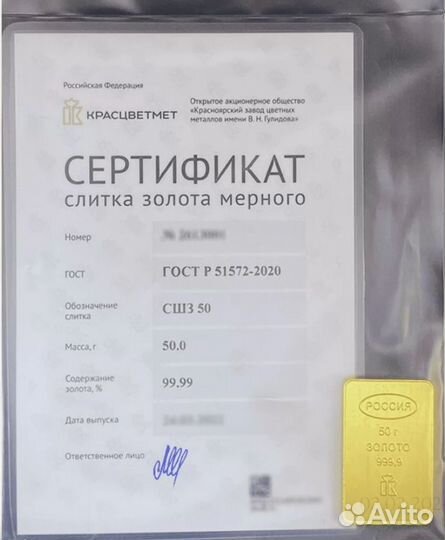 Российская Федерация
КРАСЦВЕТМЕТ
Открытое акционерное общество
«Красноярский завод цветных
металлов имени В. Н. Гулидова»
СЕРТИФИКАТ
слитка золота мерного
Номер
ГОСТ ГОСТ Р 51572-2020
Обозначение
слитка СШЗ 50
Масса, г 50.0
Содержание
золота, % 99.99
Дата выпуска
Ответственное лицо
РОССИЯ
50 г
ЗОЛОТО
999,9
Avito